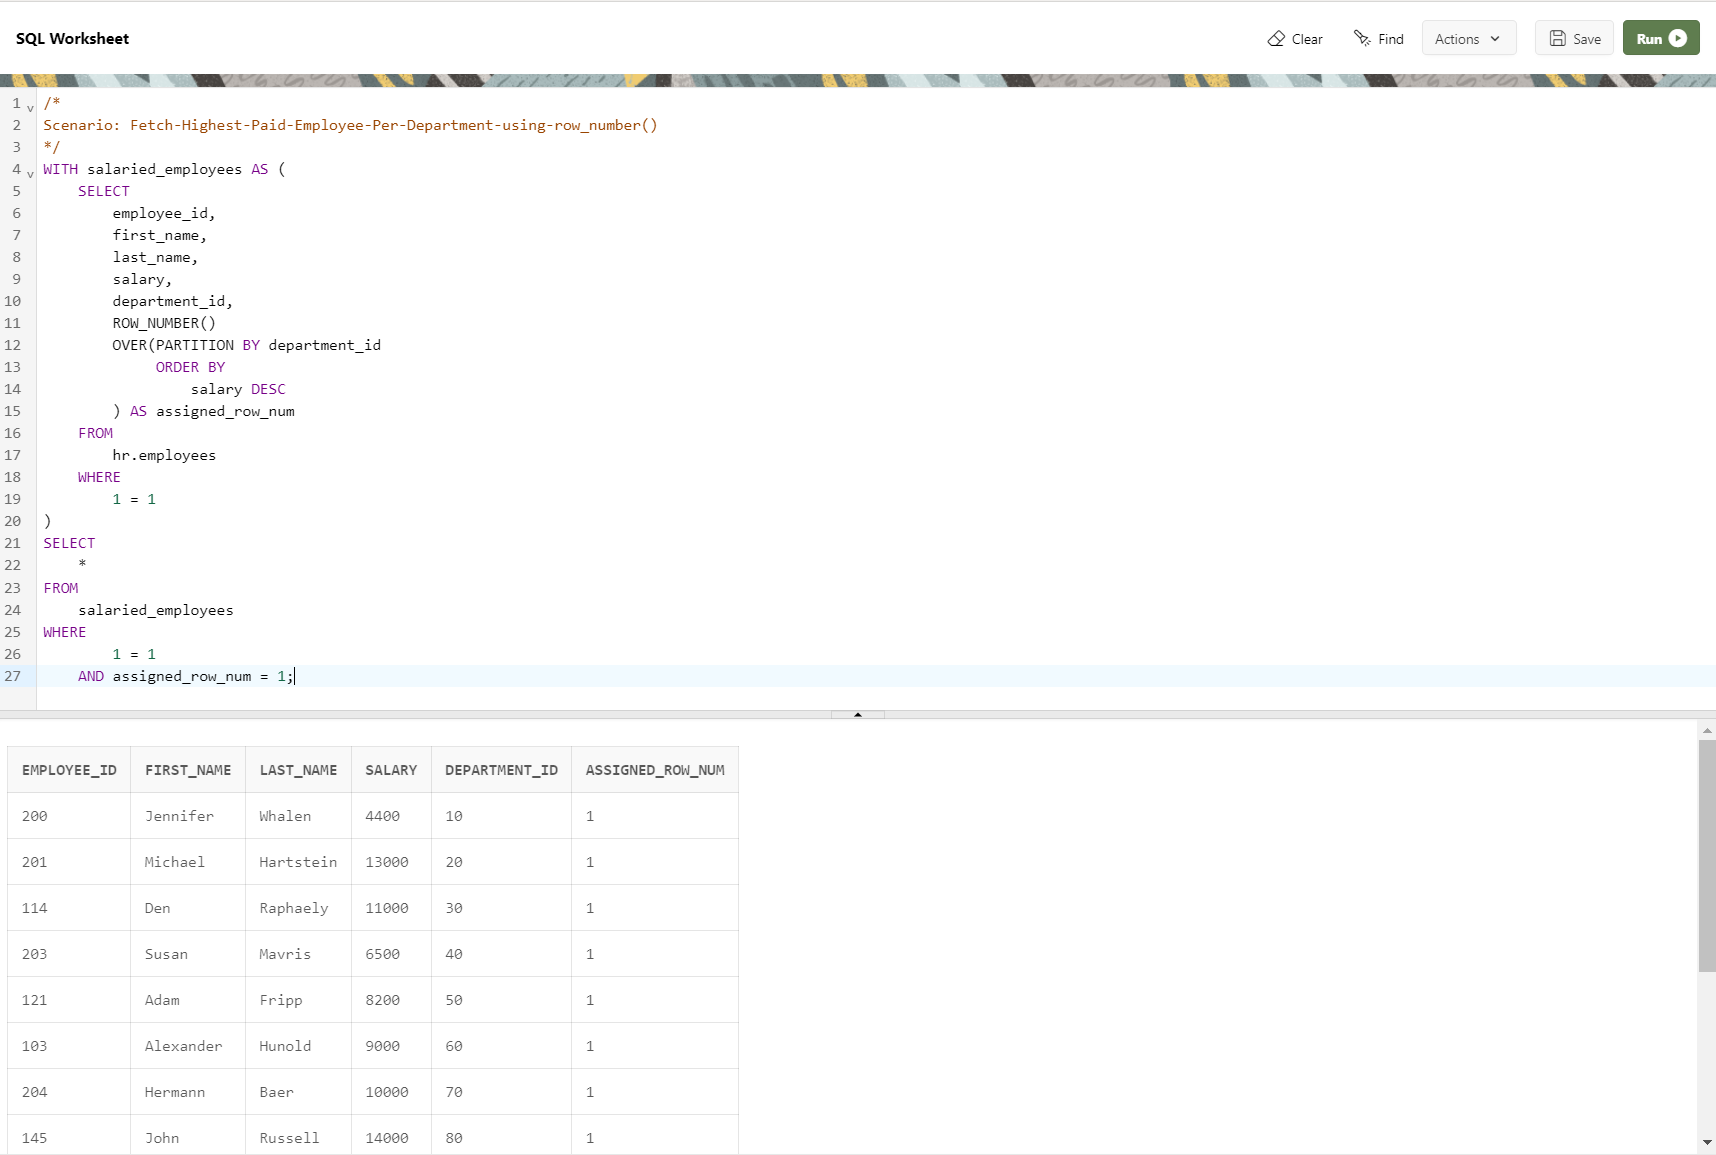 SQL Worksheet Clear Find Actions Save Run
1 /*
2 Scenario: Fetch-Highest-Paid-Employee-Per-Department-using-row_number()
3 */
4 WITH salaried_employees AS (
5 SELECT
6 employee_id,
7 first_name,
8 last_name,
9 salary,
10 department_id,
11 ROW_NUMBER()
12 OVER(PARTITION BY department_id
13 ORDER BY
14 salary DESC
15 ) AS assigned_row_num
16 FROM
17 hr.employees
18 WHERE
19 1 = 1
20 )
21 SELECT
22 *
23 FROM
24 salaried_employees
25 WHERE
26 1 = 1
27 AND assigned_row_num = 1;
EMPLOYEE_ID FIRST_NAME LAST_NAME SALARY DEPARTMENT_ID ASSIGNED_ROW_NUM
200 Jennifer Whalen 4400 10 1
201 Michael Hartstein 13000 20 1
114 Den Raphaely 11000 30 1
203 Susan Mavris 6500 40 1
121 Adam Fripp 8200 50 1
103 Alexander Hunold 9000 60 1
204 Hermann Baer 10000 70 1
145 John Russell 14000 80 1